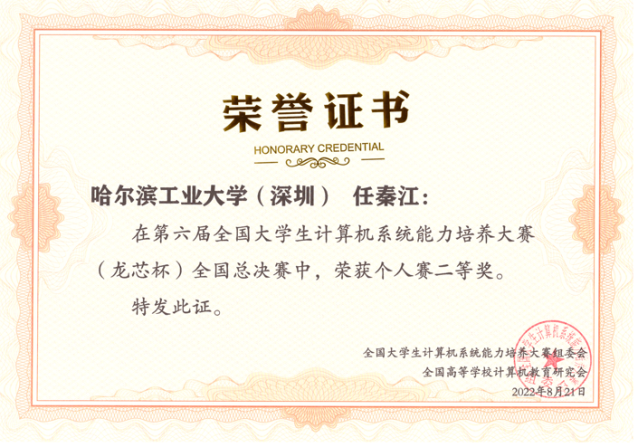 荣誉证书
HONORARY CREDENTIAL
哈尔滨工业大学（深圳） 任秦江：
在第六届全国大学生计算机系统能力培养大赛
（龙芯杯）全国总决赛中，荣获个人赛二等奖。
特发此证。
全国大学生计算机系统能力培养大赛组委会
全国高等学校计算机教育研究会
2022年8月21日